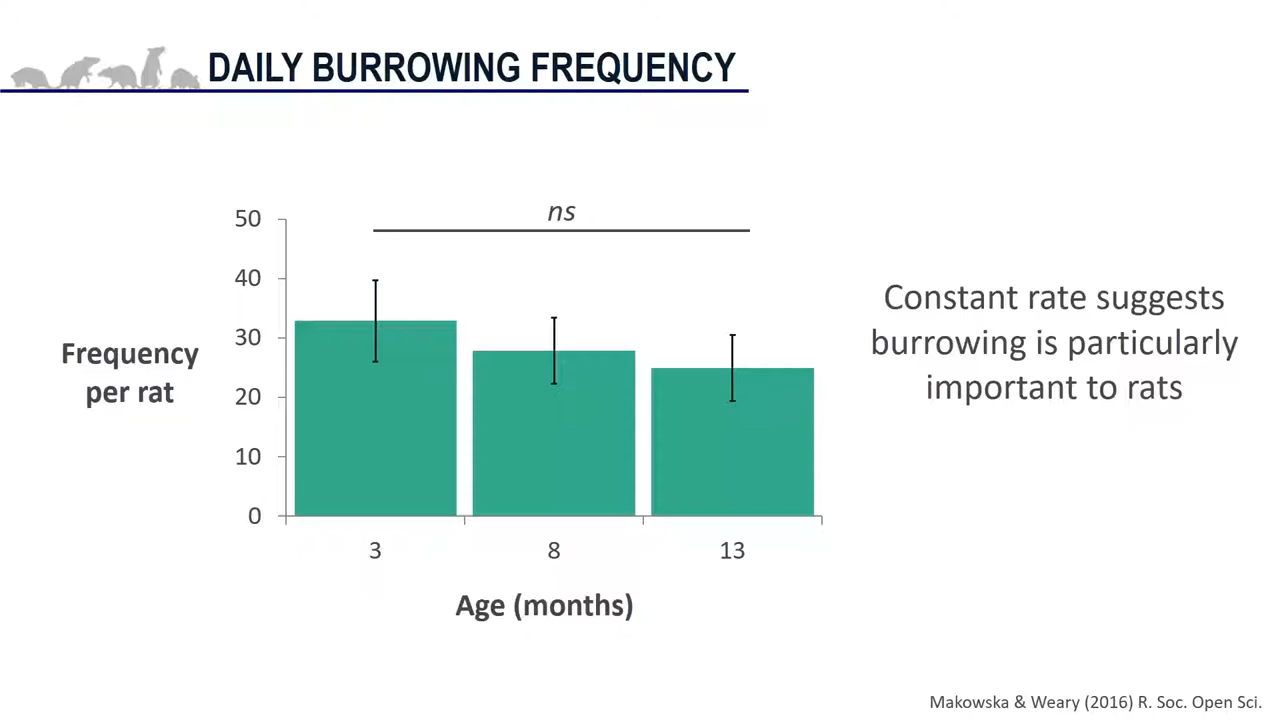 DAILY BURROWING FREQUENCY
ns
50
40
30
20
10
0
Frequency
per rat
3
8
13
Age (months)
Constant rate suggests
burrowing is particularly
important to rats
Makowska & Weary (2016) R. Soc. Open Sci.